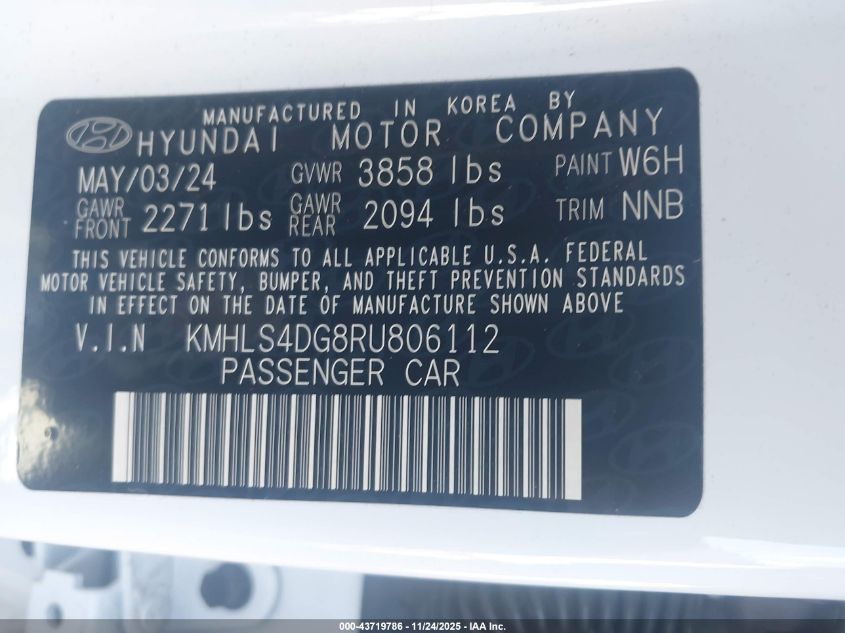 MANUFACTURED IN KOREA BY
HYUNDAI MOTOR COMPANY
MAY/03/24 GVWR 3858 lbs PAINT W6H
GAWR FRONT 2271 lbs GAWR REAR 2094 lbs TRIM NNB
THIS VEHICLE CONFORMS TO ALL APPLICABLE U.S.A. FEDERAL
MOTOR VEHICLE SAFETY, BUMPER, AND THEFT PREVENTION STANDARDS
IN EFFECT ON THE DATE OF MANUFACTURE SHOWN ABOVE
V.I.N KMHLS4DG8RU806112
PASSENGER CAR
000-43719786 - 11/24/2025 - IAA Inc.